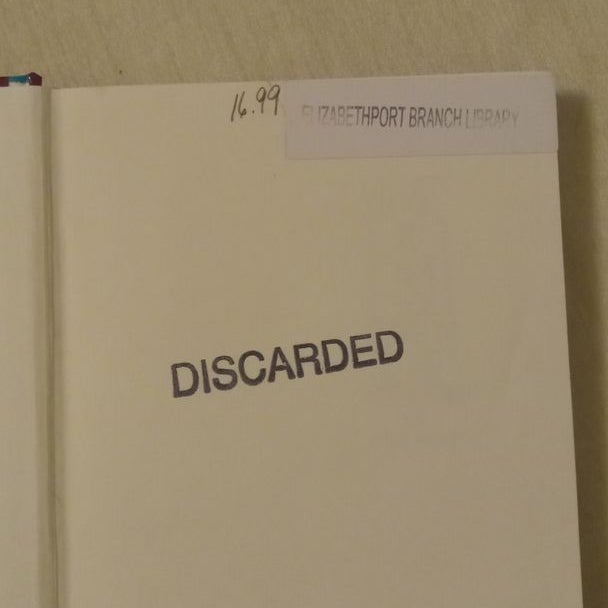 16.99
ELIZABETHPORT BRANCH LIBRARY
DISCARDED